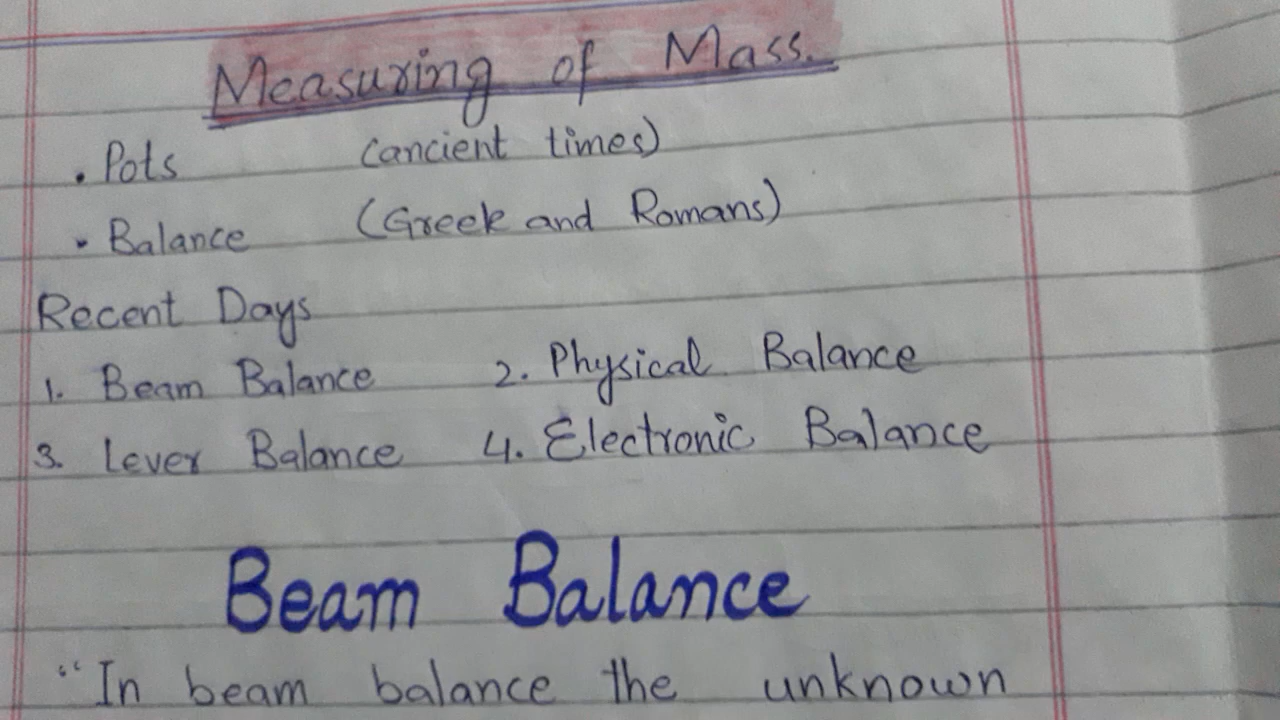 Measuring of Mass.
• Pots (ancient times)
• Balance (Greek and Romans)
Recent Days
1. Beam Balance 2. Physical Balance
3. Lever Balance 4. Electronic Balance
Beam Balance
“In beam balance the unknown